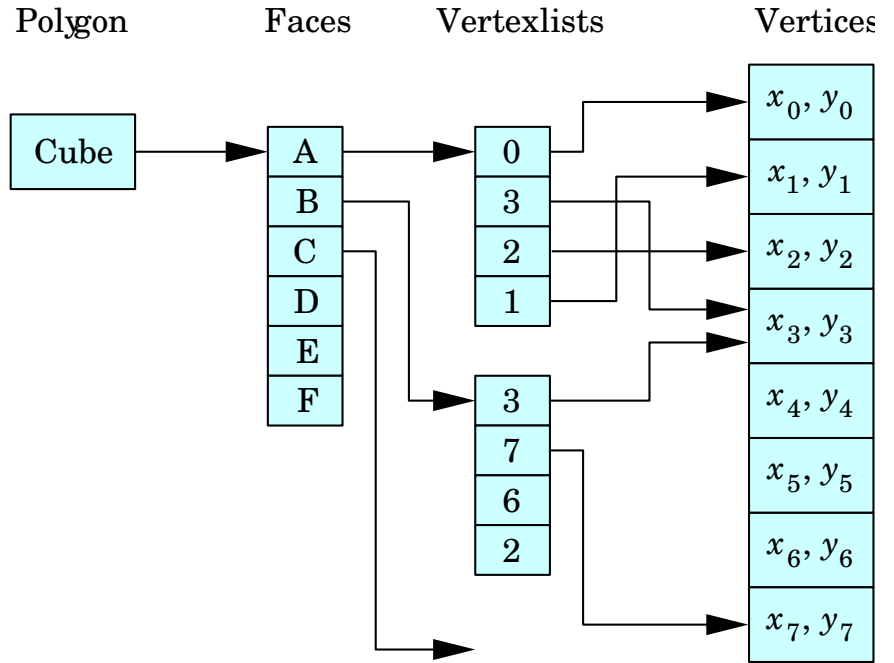 Polygon Faces Vertexlists Vertices
Cube
A
B
C
D
E
F
0
3
2
1
3
7
6
2
x₀, y₀
x₁, y₁
x₂, y₂
x₃, y₃
x₄, y₄
x₅, y₅
x₆, y₆
x₇, y₇